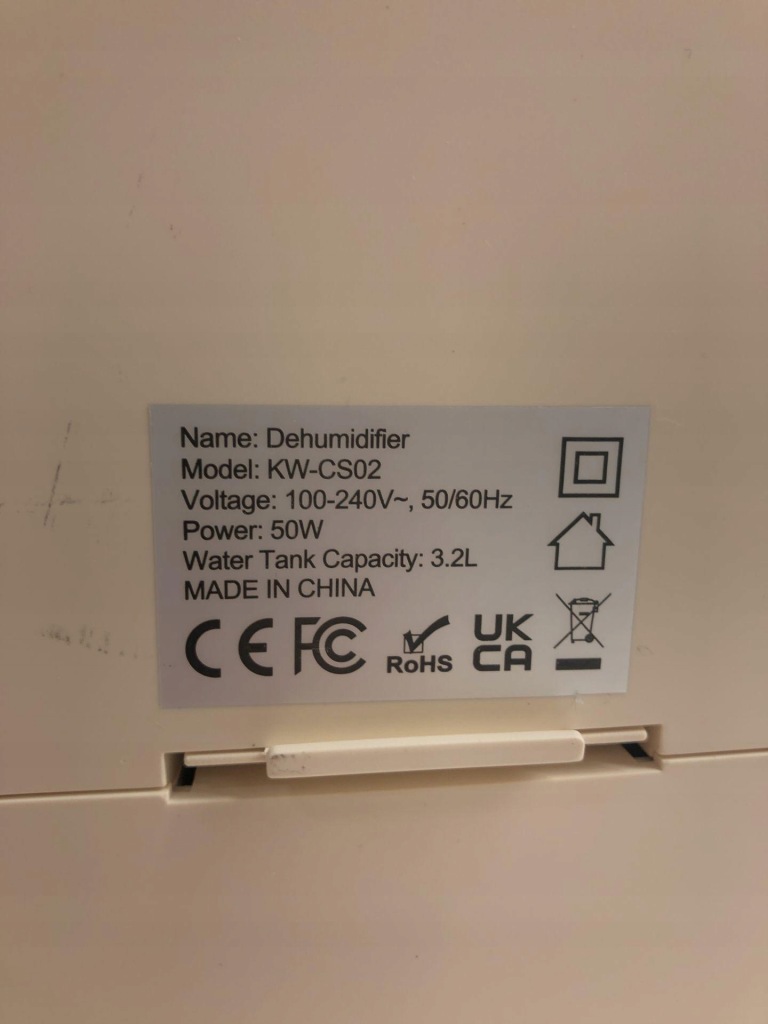 Name: Dehumidifier
Model: KW-CS02
Voltage: 100-240V~, 50/60Hz
Power: 50W
Water Tank Capacity: 3.2L
MADE IN CHINA
CE FC RoHS UK
CA